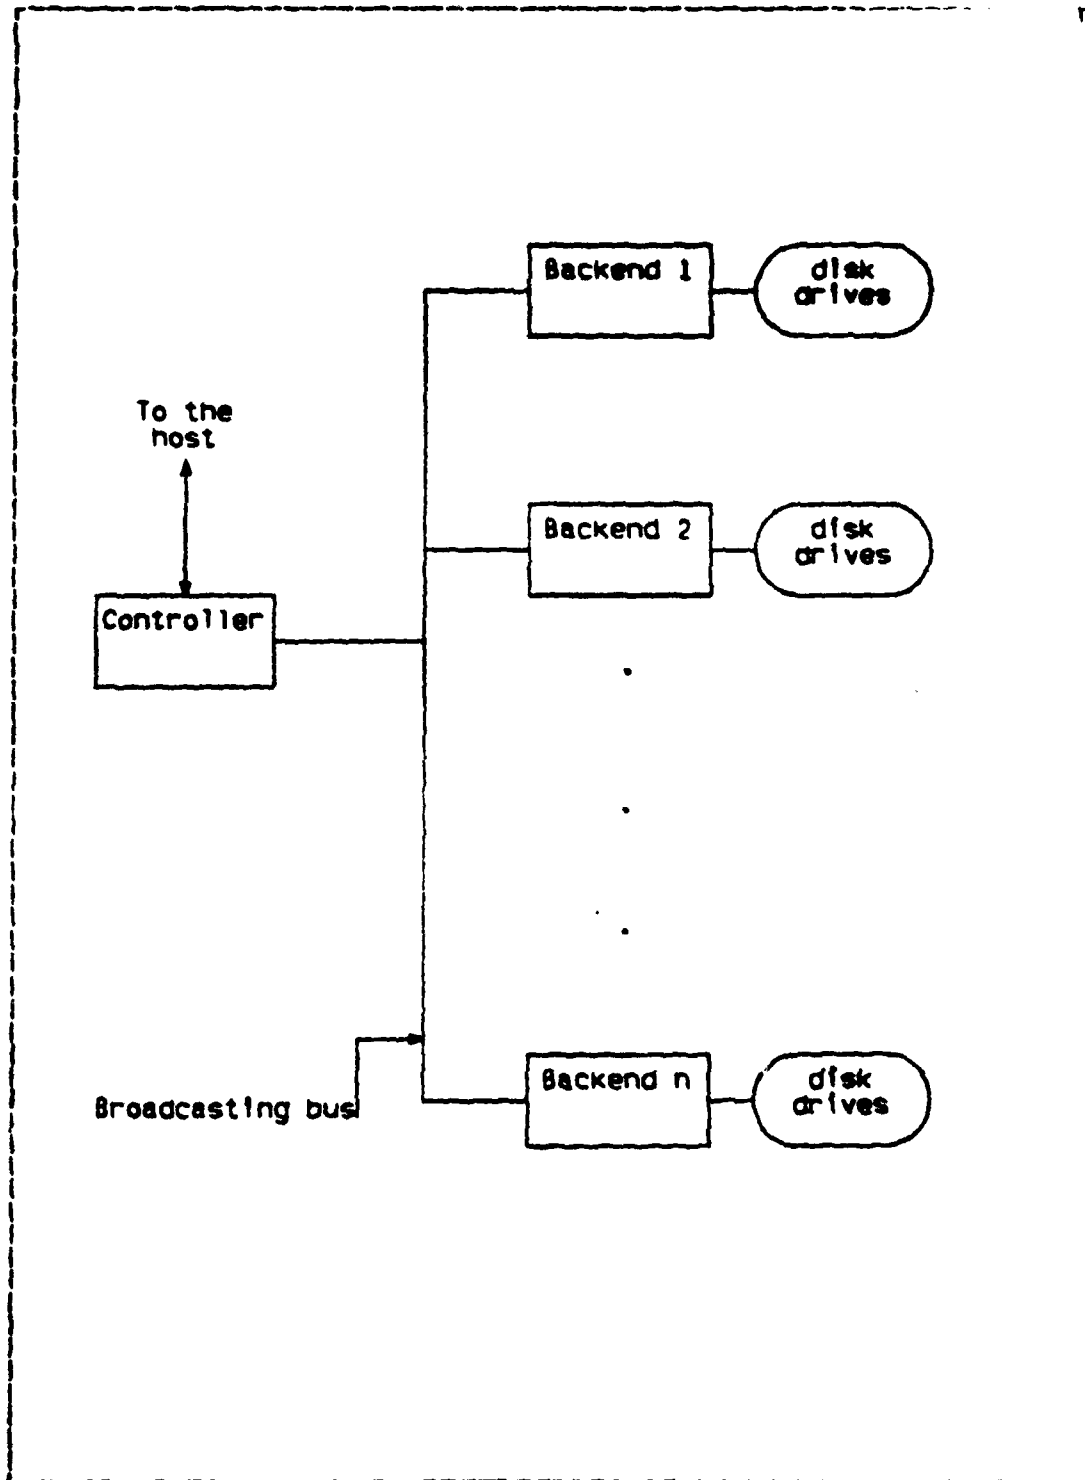 Backend 1
disk
drives
To the
host
Backend 2
disk
drives
Controller
Backend n
disk
drives
Broadcasting bus